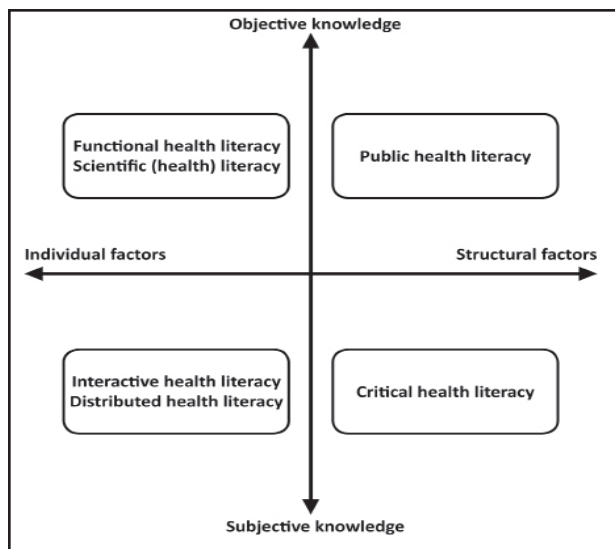 Objective knowledge
Functional health literacy
Scientific (health) literacy
Public health literacy
Individual factors
Structural factors
Interactive health literacy
Distributed health literacy
Critical health literacy
Subjective knowledge